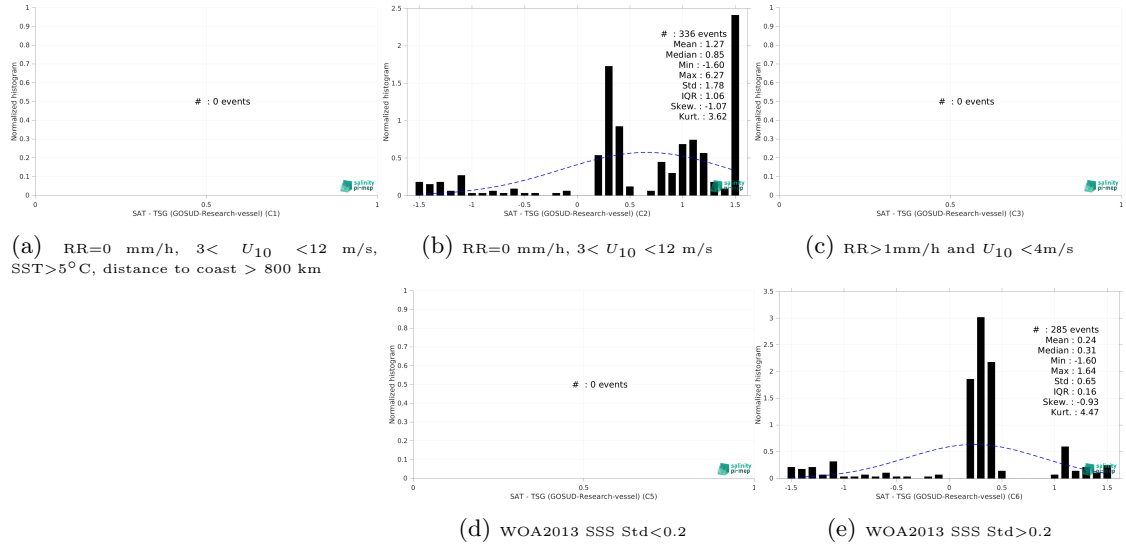 1
0.9
0.8
0.7
0.6
0.5
0.4
0.3
0.2
0.1
0
Normalized histogram
# : 0 events
0
0.5
1
SAT - TSG (GOSUD-Research-vessel) (C1)
salinity
pi-mep
(a) RR=0 mm/h, 3< U10 <12 m/s,
SST>5°C, distance to coast > 800 km
2.5
2
1.5
1
0.5
0
Normalized histogram
# : 336 events
Mean : 1.27
Median : 0.85
Min : -1.60
Max : 6.27
Std : 1.78
IQR : 1.06
Skew. : -1.07
Kurt. : 3.62
-1.5
-1
-0.5
0
0.5
1
1.5
SAT - TSG (GOSUD-Research-vessel) (C2)
salinity
pi-mep
(b) RR=0 mm/h, 3< U10 <12 m/s
1
0.9
0.8
0.7
0.6
0.5
0.4
0.3
0.2
0.1
0
Normalized histogram
# : 0 events
0
0.5
1
SAT - TSG (GOSUD-Research-vessel) (C3)
salinity
pi-mep
(c) RR>1mm/h and U10 <4m/s
1
0.9
0.8
0.7
0.6
0.5
0.4
0.3
0.2
0.1
0
Normalized histogram
# : 0 events
0
0.5
1
SAT - TSG (GOSUD-Research-vessel) (C5)
salinity
pi-mep
(d) WOA2013 SSS Std<0.2
3.5
3
2.5
2
1.5
1
0.5
0
Normalized histogram
# : 285 events
Mean : 0.24
Median : 0.31
Min : -1.60
Max : 1.64
Std : 0.65
IQR : 0.16
Skew. : -0.93
Kurt. : 4.47
-1.5
-1
-0.5
0
0.5
1
1.5
SAT - TSG (GOSUD-Research-vessel) (C6)
salinity
pi-mep
(e) WOA2013 SSS Std>0.2